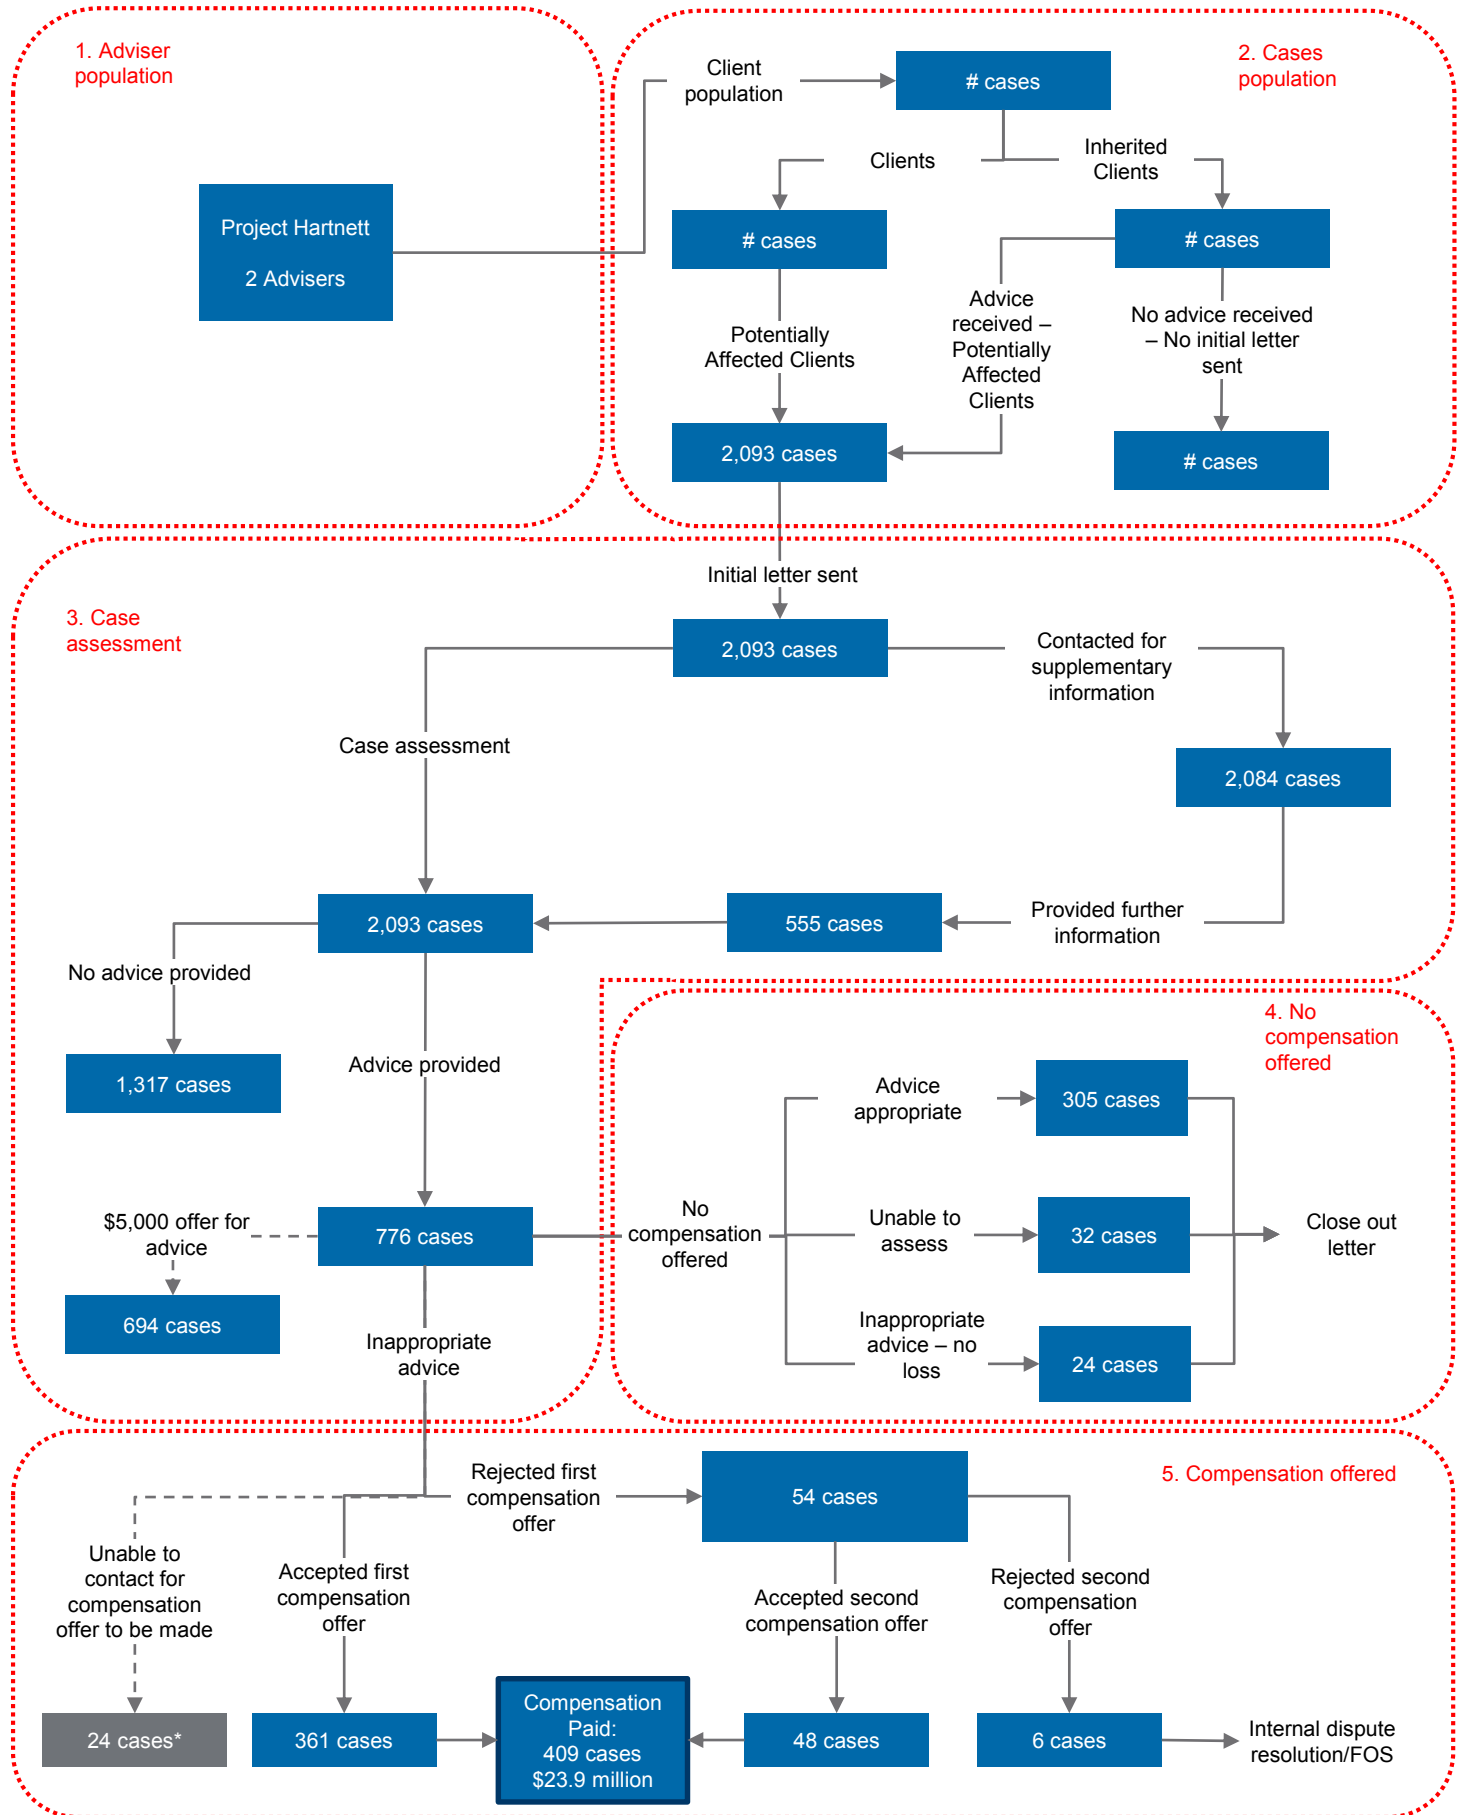 1. Adviser
population
Project Hartnett
2 Advisers
2. Cases
population
Client
population
# cases
Clients
Inherited
Clients
# cases
# cases
Potentially
Affected Clients
Advice
received –
Potentially
Affected
Clients
No advice received
– No initial letter
sent
2,093 cases
# cases
Initial letter sent
3. Case
assessment
2,093 cases
Contacted for
supplementary
information
Case assessment
2,084 cases
2,093 cases
555 cases
Provided further
information
No advice provided
1,317 cases
Advice provided
$5,000 offer for
advice
776 cases
694 cases
Inappropriate
advice
4. No
compensation
offered
No
compensation
offered
Advice
appropriate
305 cases
Unable to
assess
32 cases
Inappropriate
advice – no
loss
24 cases
Close out
letter
5. Compensation offered
Rejected first
compensation
offer
54 cases
Unable to
contact for
compensation
offer to be made
Accepted first
compensation
offer
Accepted second
compensation offer
Rejected second
compensation
offer
24 cases*
361 cases
Compensation
Paid:
409 cases
$23.9 million
48 cases
6 cases
Internal dispute
resolution/FOS